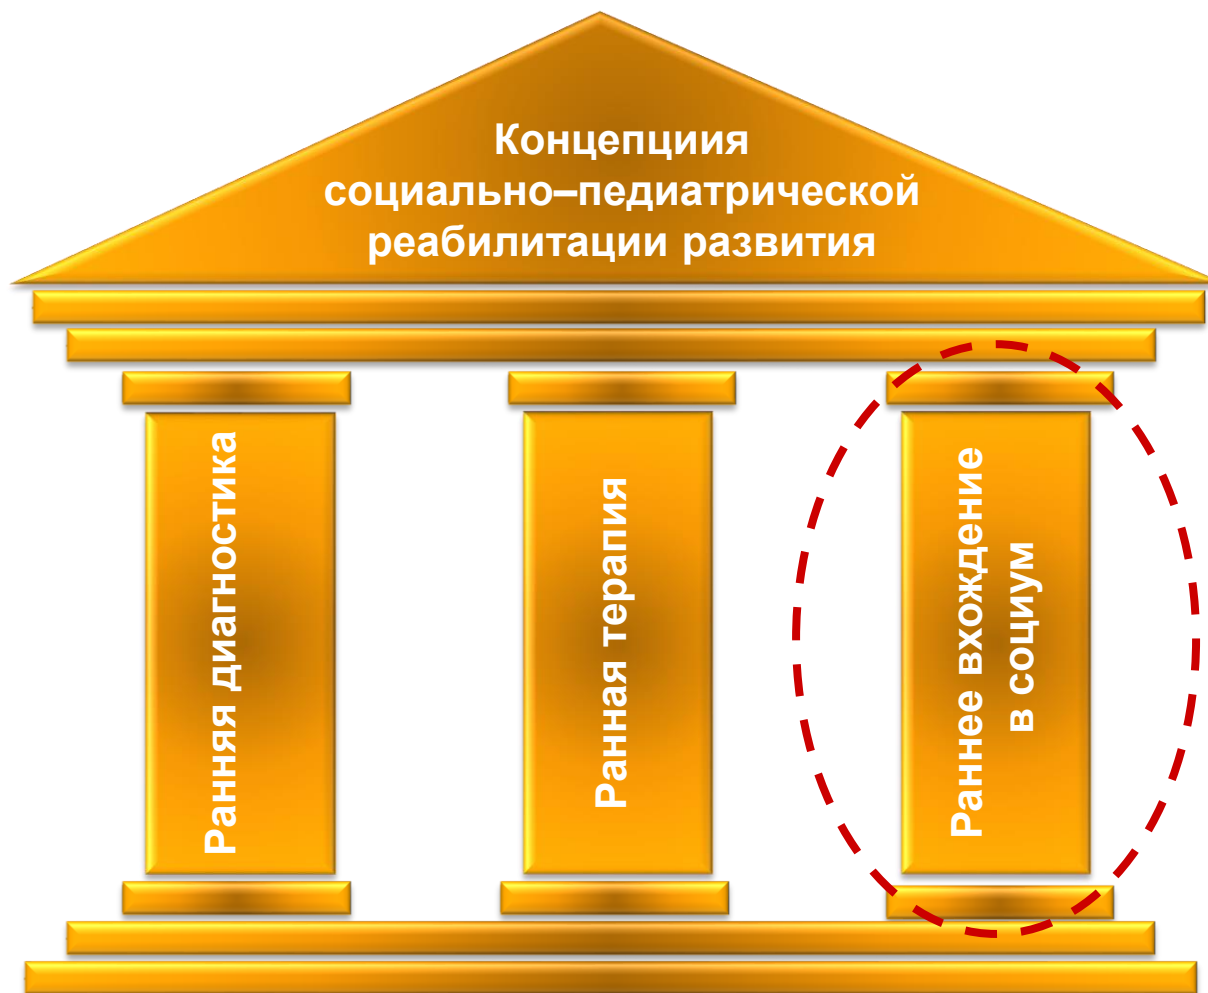 Концепциия
социально–педиатрической
реабилитации развития
Ранняя диагностика
Ранная терапия
Раннее вхождение
в социум